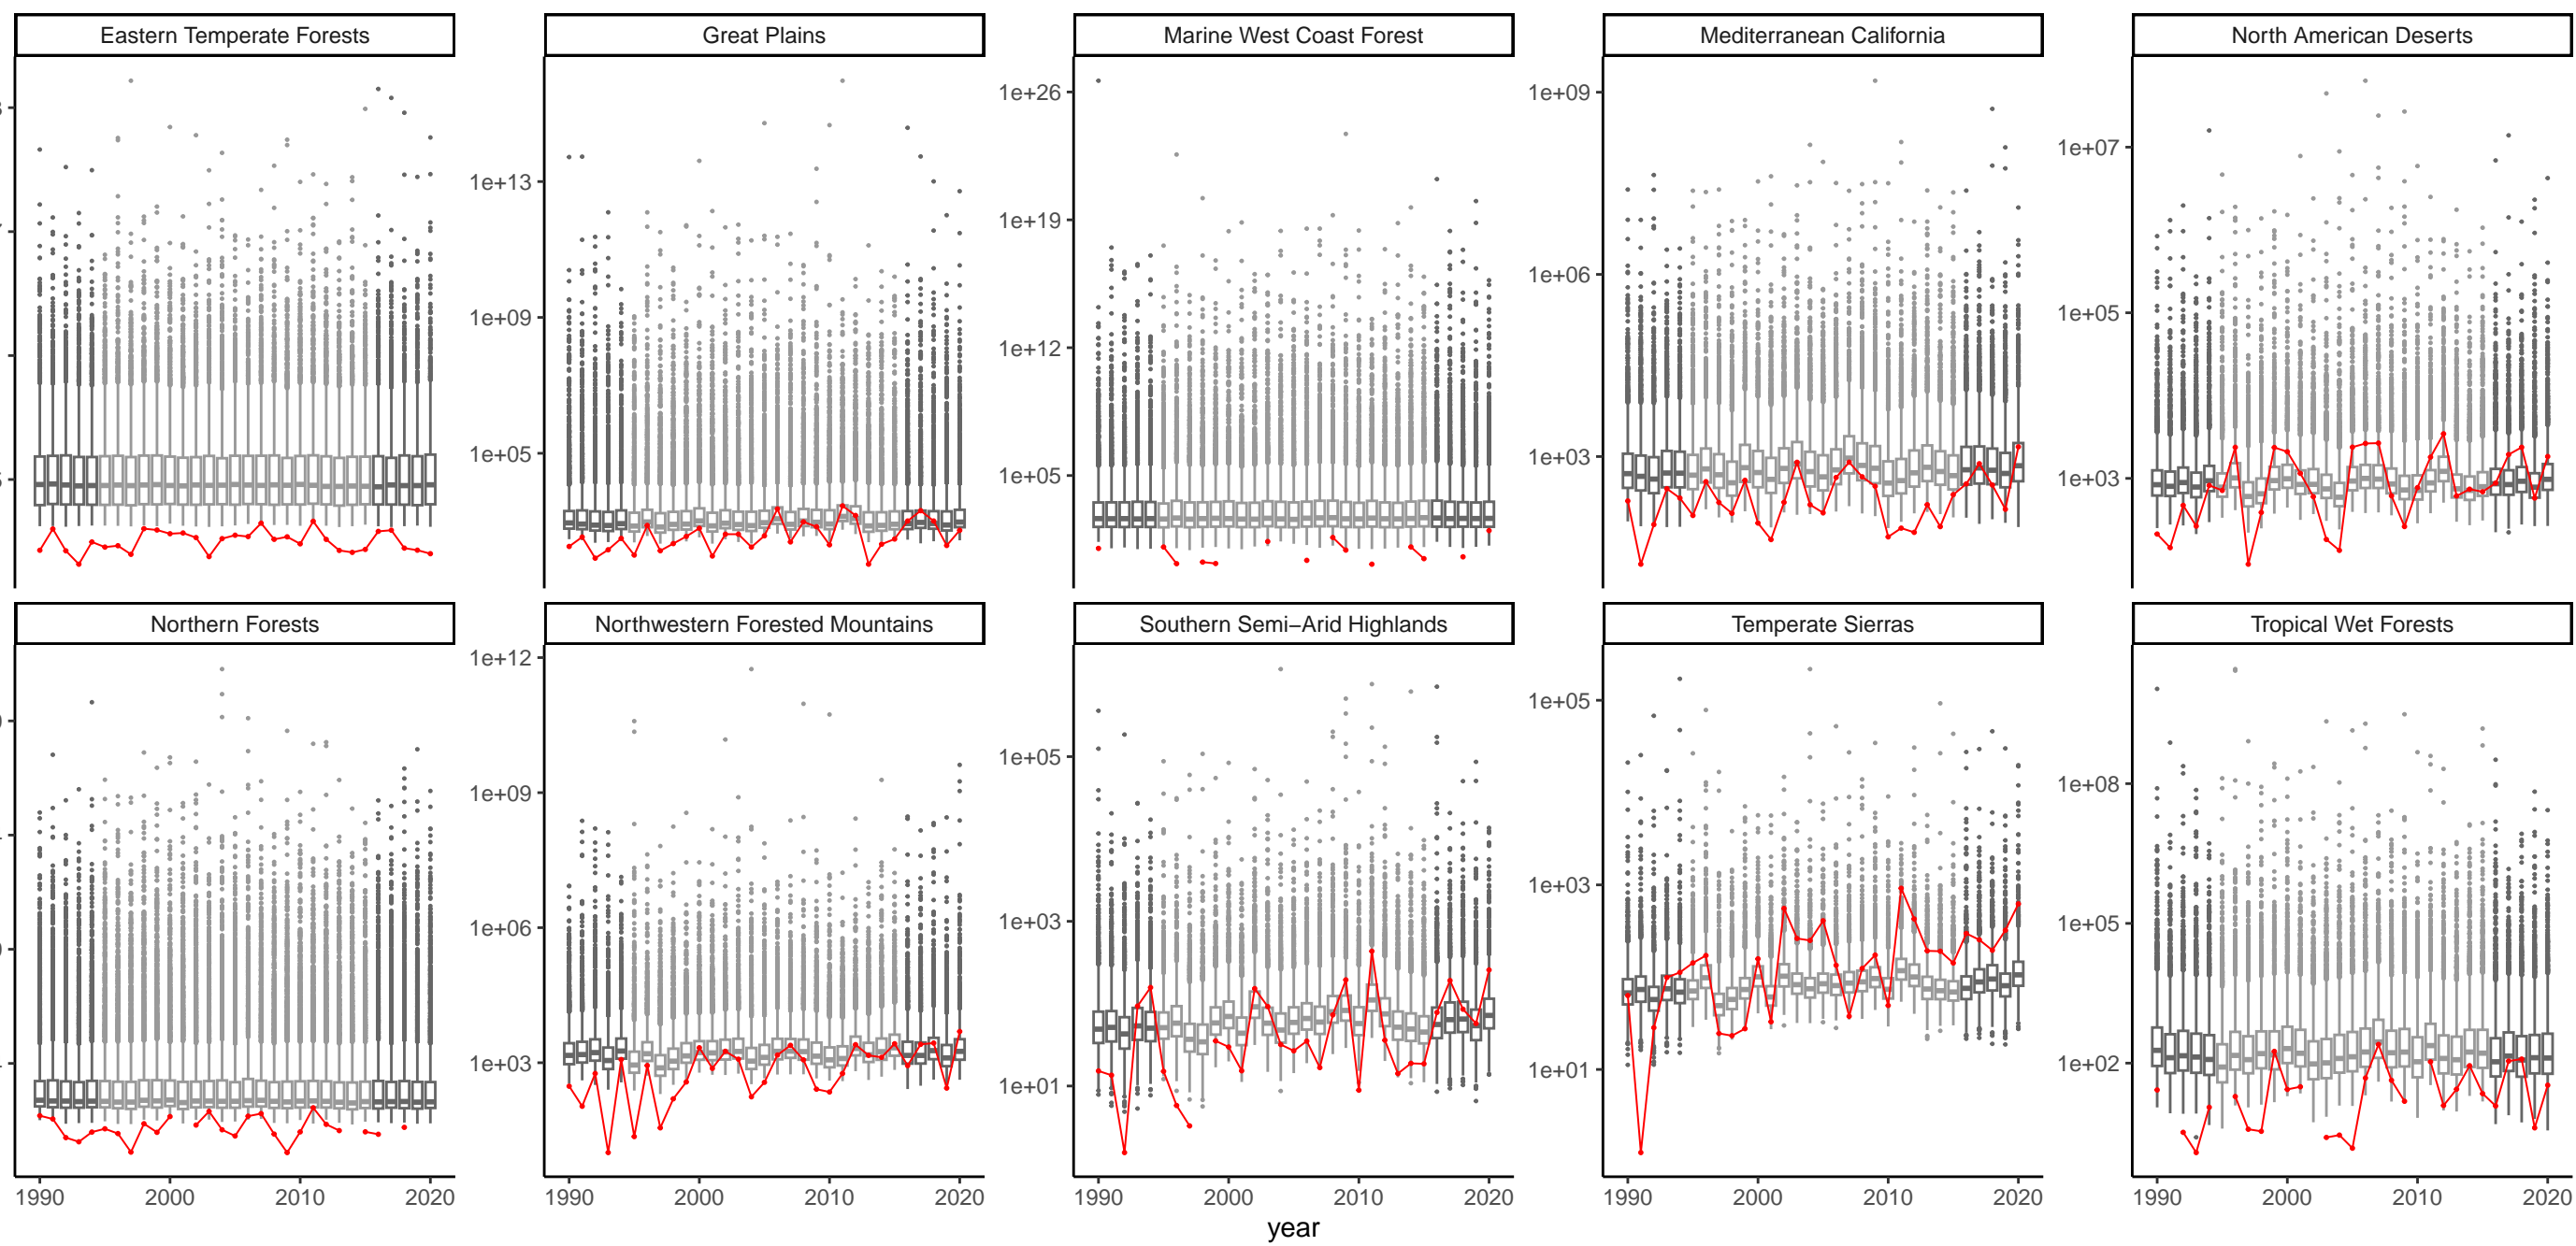 Eastern Temperate Forests
Great Plains
Marine West Coast Forest
Mediterranean California
North American Deserts
1e+13
1e+09
1e+05
1e+26
1e+19
1e+12
1e+05
1e+09
1e+06
1e+03
1e+07
1e+05
1e+03
Northern Forests
Northwestern Forested Mountains
Southern Semi−Arid Highlands
Temperate Sierras
Tropical Wet Forests
1e+12
1e+09
1e+06
1e+03
1e+05
1e+03
1e+01
1e+05
1e+03
1e+01
1e+08
1e+05
1e+02
1990 2000 2010 2020
1990 2000 2010 2020
1990 2000 2010 2020
1990 2000 2010 2020
1990 2000 2010 2020
year